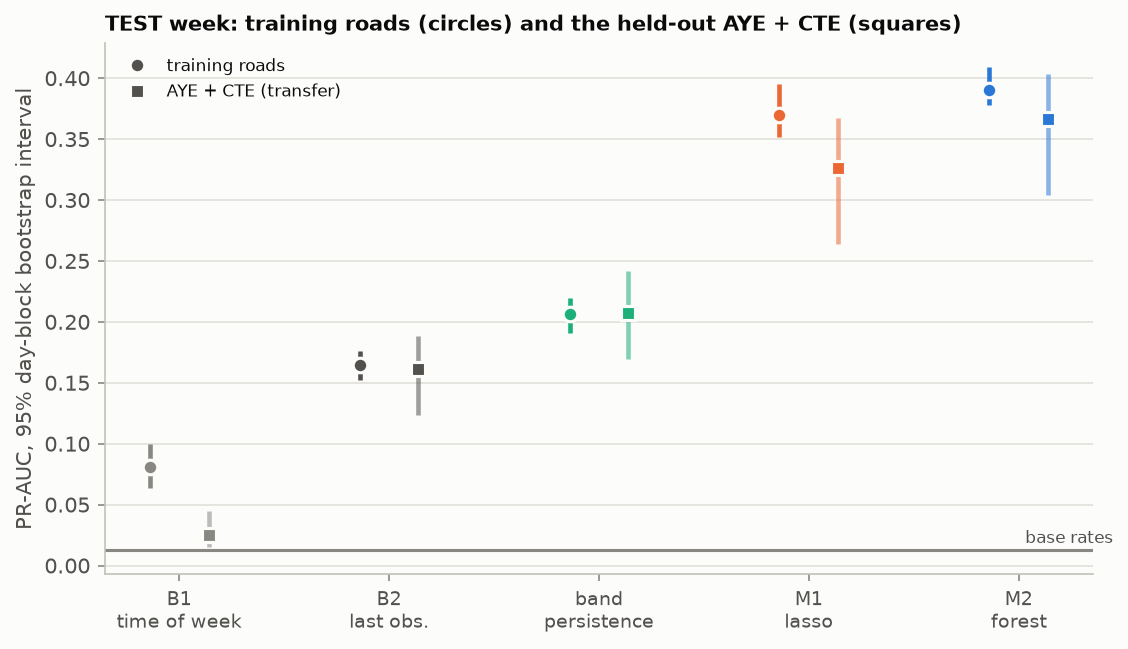 TEST week: training roads (circles) and the held-out AYE + CTE (squares)
training roads
AYE + CTE (transfer)
PR-AUC, 95% day-block bootstrap interval
0.40
0.35
0.30
0.25
0.20
0.15
0.10
0.05
0.00
base rates
B1
time of week
B2
last obs.
band
persistence
M1
lasso
M2
forest